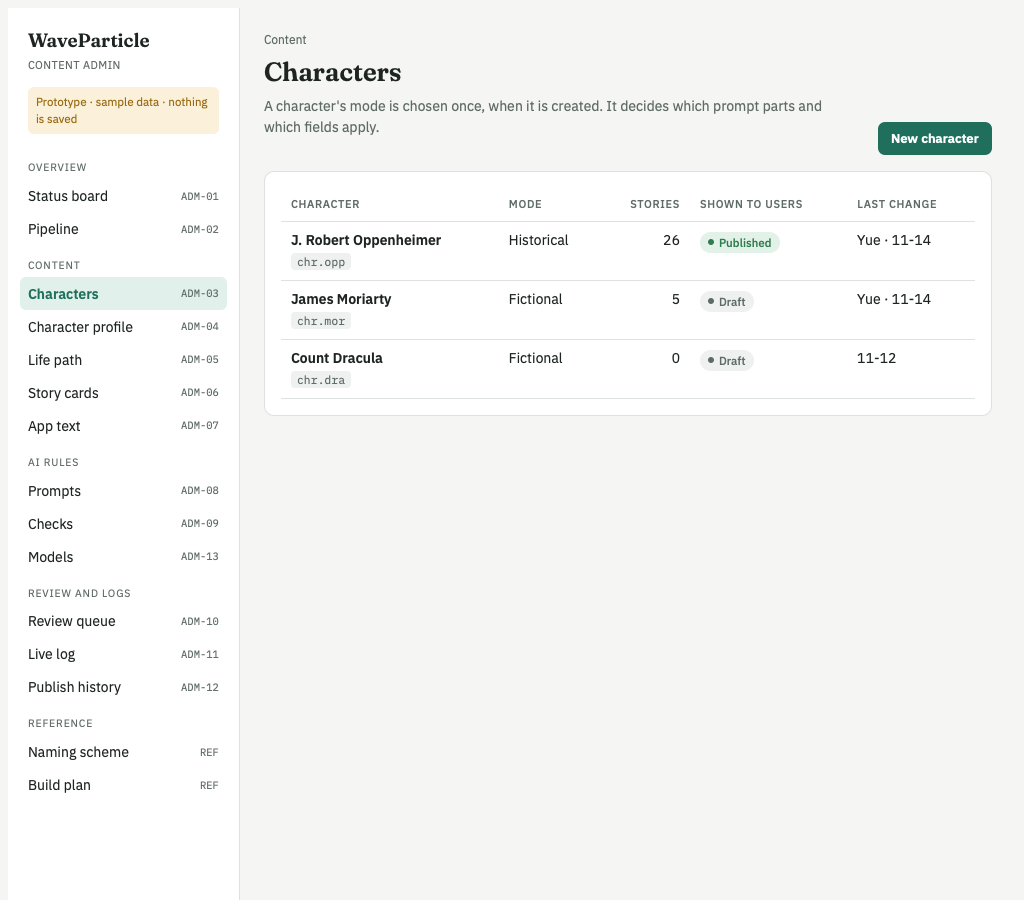 WaveParticle
CONTENT ADMIN
Prototype · sample data · nothing
is saved
OVERVIEW
Status board ADM-01
Pipeline ADM-02
CONTENT
Characters ADM-03
Character profile ADM-04
Life path ADM-05
Story cards ADM-06
App text ADM-07
AI RULES
Prompts ADM-08
Checks ADM-09
Models ADM-13
REVIEW AND LOGS
Review queue ADM-10
Live log ADM-11
Publish history ADM-12
REFERENCE
Naming scheme REF
Build plan REF
Content
Characters
A character's mode is chosen once, when it is created. It decides which prompt parts and
which fields apply.
New character
CHARACTER MODE STORIES SHOWN TO USERS LAST CHANGE
J. Robert Oppenheimer Historical 26 Published Yue · 11-14
chr.opp
James Moriarty Fictional 5 Draft Yue · 11-14
chr.mor
Count Dracula Fictional 0 Draft 11-12
chr.dra